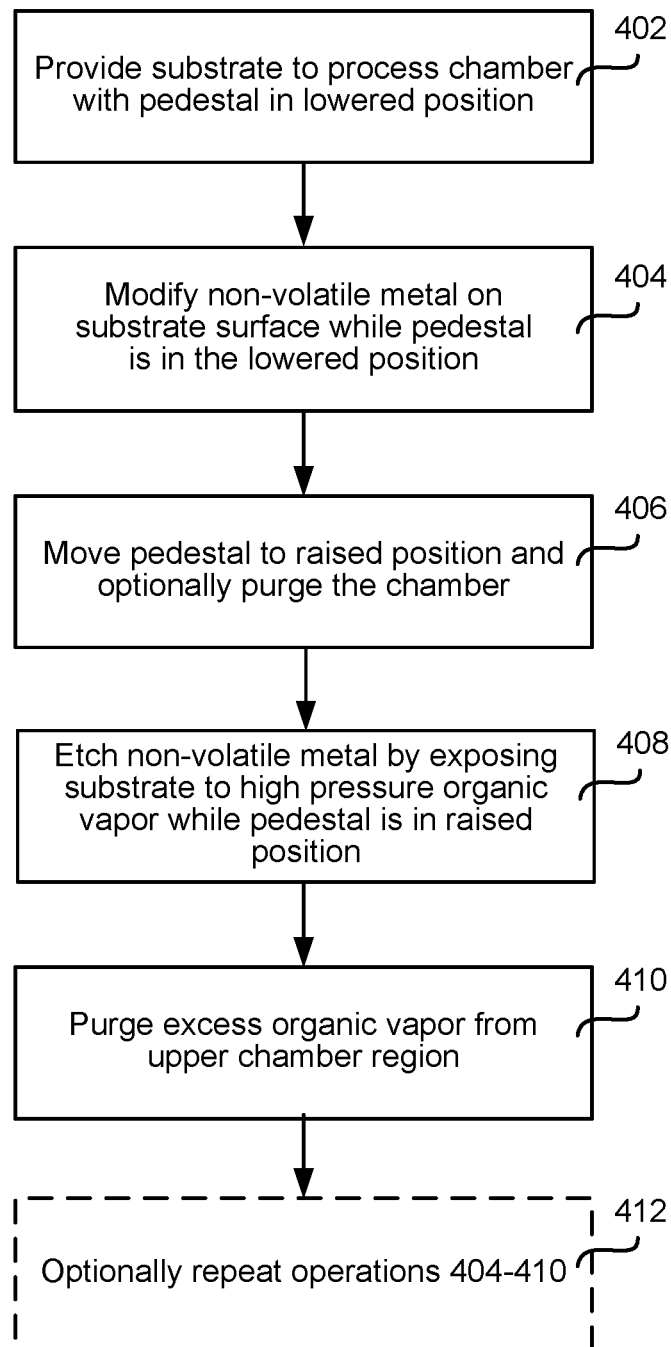 402
Provide substrate to process chamber
with pedestal in lowered position
404
Modify non-volatile metal on
substrate surface while pedestal
is in the lowered position
406
Move pedestal to raised position and
optionally purge the chamber
408
Etch non-volatile metal by exposing
substrate to high pressure organic
vapor while pedestal is in raised
position
410
Purge excess organic vapor from
upper chamber region
412
Optionally repeat operations 404-410